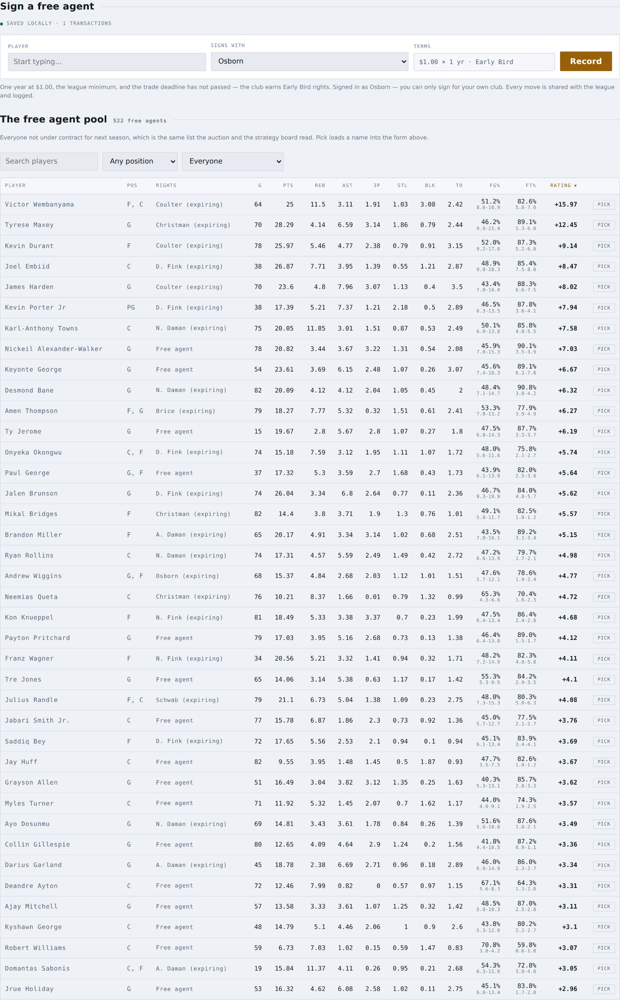 Sign a free agent
SAVED LOCALLY · 1 TRANSACTIONS
PLAYER SIGNS WITH TERMS
Start typing... Osborn $1.00 × 1 yr · Early Bird Record
One year at $1.00, the league minimum, and the trade deadline has not passed — the club earns Early Bird rights. Signed in as Osborn — you can only sign for your own club. Every move is shared with the league
and logged.
The free agent pool 522 free agents
Everyone not under contract for next season, which is the same list the auction and the strategy board read. Pick loads a name into the form above.
Search players Any position Everyone
PLAYER POS RIGHTS G PTS REB AST 3P STL BLK TO FG% FT% RATING ▼
Victor Wembanyama F, C Coulter (expiring) 64 25 11.5 3.11 1.91 1.03 3.08 2.42 51.2% 82.6% +15.97 PICK
8.6-16.9 5.8-7.0
Tyrese Maxey G Christman (expiring) 70 28.29 4.14 6.59 3.14 1.86 0.79 2.44 46.2% 89.1% +12.45 PICK
9.9-21.4 5.3-6.0
Kevin Durant F Coulter (expiring) 78 25.97 5.46 4.77 2.38 0.79 0.91 3.15 52.0% 87.3% +9.14 PICK
9.2-17.6 5.2-6.0
Joel Embiid C D. Fink (expiring) 38 26.87 7.71 3.95 1.39 0.55 1.21 2.87 48.9% 85.4% +8.47 PICK
9.0-18.3 7.5-8.8
James Harden G Coulter (expiring) 70 23.6 4.8 7.96 3.07 1.13 0.4 3.5 43.4% 88.3% +8.02 PICK
7.0-16.0 6.6-7.5
Kevin Porter Jr PG D. Fink (expiring) 38 17.39 5.21 7.37 1.21 2.18 0.5 2.89 46.5% 87.8% +7.94 PICK
6.3-13.5 3.6-4.1
Karl-Anthony Towns C N. Daman (expiring) 75 20.05 11.85 3.01 1.51 0.87 0.53 2.49 50.1% 85.8% +7.58 PICK
6.9-13.8 4.8-5.5
Nickeil Alexander-Walker G Free agent 78 20.82 3.44 3.67 3.22 1.31 0.54 2.08 45.9% 90.1% +7.03 PICK
7.0-15.3 3.5-3.9
Keyonte George G Free agent 54 23.61 3.69 6.15 2.48 1.07 0.26 3.07 45.6% 89.1% +6.67 PICK
7.4-16.3 6.2-7.0
Desmond Bane G N. Daman (expiring) 82 20.09 4.12 4.12 2.04 1.05 0.45 2 48.4% 90.8% +6.32 PICK
7.1-14.7 3.8-4.2
Amen Thompson F, G Brice (expiring) 79 18.27 7.77 5.32 0.32 1.51 0.61 2.41 53.3% 77.9% +6.27 PICK
7.0-13.2 3.9-4.9
Ty Jerome G Free agent 15 19.67 2.8 5.67 2.8 1.07 0.27 1.8 47.5% 87.7% +6.19 PICK
6.8-14.3 3.3-3.7
Onyeka Okongwu C, F D. Fink (expiring) 74 15.18 7.59 3.12 1.95 1.11 1.07 1.72 48.0% 75.8% +5.74 PICK
5.6-11.6 2.1-2.7
Paul George G, F Free agent 37 17.32 5.3 3.59 2.7 1.68 0.43 1.73 43.9% 82.0% +5.64 PICK
6.1-13.9 2.5-3.0
Jalen Brunson G D. Fink (expiring) 74 26.04 3.34 6.8 2.64 0.77 0.11 2.36 46.7% 84.0% +5.62 PICK
9.3-19.9 4.8-5.7
Mikal Bridges F Christman (expiring) 82 14.4 3.8 3.71 1.9 1.3 0.76 1.01 49.1% 82.5% +5.57 PICK
5.8-11.7 1.0-1.2
Brandon Miller F A. Daman (expiring) 65 20.17 4.91 3.34 3.14 1.02 0.68 2.51 43.5% 89.2% +5.15 PICK
7.0-16.1 3.1-3.4
Ryan Rollins C N. Daman (expiring) 74 17.31 4.57 5.59 2.49 1.49 0.42 2.72 47.2% 79.7% +4.98 PICK
6.6-13.9 1.7-2.1
Andrew Wiggins G, F Osborn (expiring) 68 15.37 4.84 2.68 2.03 1.12 1.01 1.51 47.6% 78.6% +4.77 PICK
5.7-12.1 1.9-2.4
Neemias Queta C Christman (expiring) 76 10.21 8.37 1.66 0.01 0.79 1.32 0.99 65.3% 70.4% +4.72 PICK
4.3-6.6 1.6-2.3
Kon Knueppel F N. Fink (expiring) 81 18.49 5.33 3.38 3.37 0.7 0.23 1.99 47.5% 86.4% +4.68 PICK
6.4-13.4 2.4-2.8
Payton Pritchard G Free agent 79 17.03 3.95 5.16 2.68 0.73 0.13 1.38 46.4% 89.0% +4.12 PICK
6.4-13.8 1.5-1.7
Franz Wagner F N. Fink (expiring) 34 20.56 5.21 3.32 1.41 0.94 0.32 1.71 48.2% 82.3% +4.11 PICK
7.2-14.9 4.8-5.8
Tre Jones G Free agent 65 14.06 3.14 5.38 0.63 1.17 0.17 1.42 55.3% 84.2% +4.1 PICK
5.3-9.5 2.9-3.5
Julius Randle F, C Schwab (expiring) 79 21.1 6.73 5.04 1.38 1.09 0.23 2.75 48.0% 80.3% +4.08 PICK
7.3-15.3 5.0-6.3
Jabari Smith Jr. C Free agent 77 15.78 6.87 1.86 2.3 0.73 0.92 1.36 45.0% 77.5% +3.76 PICK
5.7-12.7 2.1-2.7
Saddiq Bey F D. Fink (expiring) 72 17.65 5.56 2.53 2.1 0.94 0.1 0.94 45.1% 83.9% +3.69 PICK
6.1-13.4 3.4-4.1
Jay Huff C Free agent 82 9.55 3.95 1.48 1.45 0.5 1.87 0.93 47.7% 82.6% +3.67 PICK
3.5-7.5 1.0-1.2
Grayson Allen G Free agent 51 16.49 3.04 3.82 3.12 1.35 0.25 1.63 40.3% 85.7% +3.62 PICK
5.3-13.1 2.8-3.3
Myles Turner C Free agent 71 11.92 5.32 1.45 2.07 0.7 1.62 1.17 44.0% 74.3% +3.57 PICK
4.0-9.1 1.9-2.5
Ayo Dosunmu G N. Daman (expiring) 69 14.81 3.43 3.61 1.78 0.84 0.26 1.39 51.6% 87.6% +3.49 PICK
5.6-10.8 1.8-2.1
Collin Gillespie G Free agent 80 12.65 4.09 4.64 2.9 1.24 0.2 1.56 41.8% 87.2% +3.36 PICK
4.4-10.5 0.9-1.1
Darius Garland G A. Daman (expiring) 45 18.78 2.38 6.69 2.71 0.96 0.18 2.89 46.0% 86.0% +3.34 PICK
6.9-14.9 2.3-2.7
Deandre Ayton C Free agent 72 12.46 7.99 0.82 0 0.57 0.97 1.15 67.1% 64.3% +3.31 PICK
5.6-8.3 1.3-2.0
Ajay Mitchell G Free agent 57 13.58 3.33 3.61 1.07 1.25 0.32 1.42 48.5% 87.0% +3.11 PICK
5.0-10.3 2.5-2.8
Kyshawn George C Free agent 48 14.79 5.1 4.46 2.06 1 0.9 2.6 43.8% 80.2% +3.1 PICK
5.3-12.0 2.2-2.7
Robert Williams C Free agent 59 6.73 7.03 1.02 0.15 0.59 1.47 0.83 70.8% 59.8% +3.07 PICK
3.0-4.2 0.6-1.0
Domantas Sabonis C, F A. Daman (expiring) 19 15.84 11.37 4.11 0.26 0.95 0.21 2.68 54.3% 72.8% +3.05 PICK
6.3-11.6 3.0-4.0
Jrue Holiday G Free agent 53 16.32 4.62 6.08 2.58 1.02 0.11 2.75 45.1% 83.8% +2.96 PICK
6.0-13.4 1.7-2.0